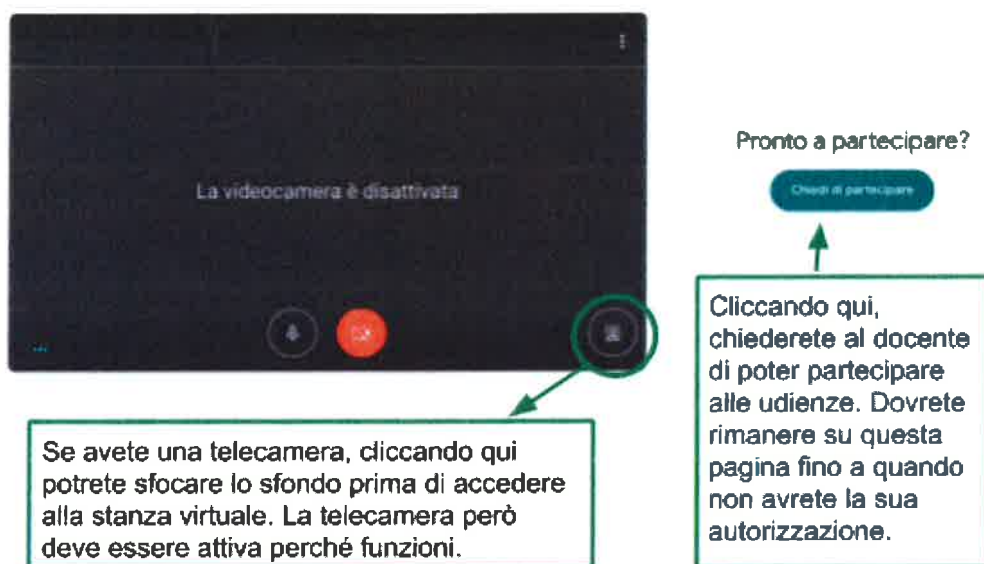 La videocamera è disattivata
Pronto a partecipare?
Chiedi di partecipare
Se avete una telecamera, cliccando qui
potrete sfocare lo sfondo prima di accedere
alla stanza virtuale. La telecamera però
deve essere attiva perché funzioni.
Cliccando qui,
chiederete al docente
di poter partecipare
alle udienze. Dovrete
rimanere su questa
pagina fino a quando
non avrete la sua
autorizzazione.